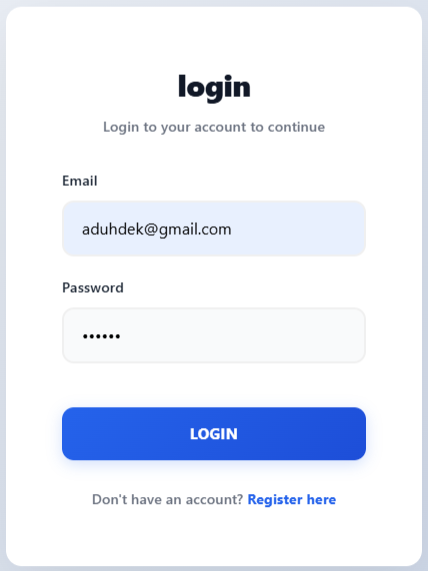 login
Login to your account to continue
Email
aduhdek@gmail.com
Password
••••••
LOGIN
Don't have an account? Register here